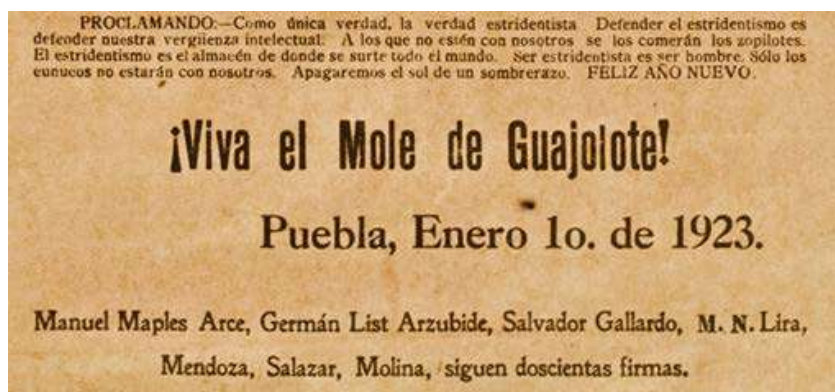 PROCLAMANDO:—Como única verdad, la verdad estridentista Defender el estridentismo es
defender nuestra vergüenza intelectual. A los que no estén con nosotros se los comerán los zopilotes.
El estridentismo es el almacén de donde se surte todo el mundo. Ser estridentista es ser hombre. Sólo los
eunucos no estarán con nosotros. Apagaremos el sol de un sombrerazo. FELIZ AÑO NUEVO.
¡Viva el Mole de Guajolote!
Puebla, Enero 1o. de 1923.
Manuel Maples Arce, Germán List Arzubide, Salvador Gallardo, M. N. Lira,
Mendoza, Salazar, Molina, siguen doscientas firmas.